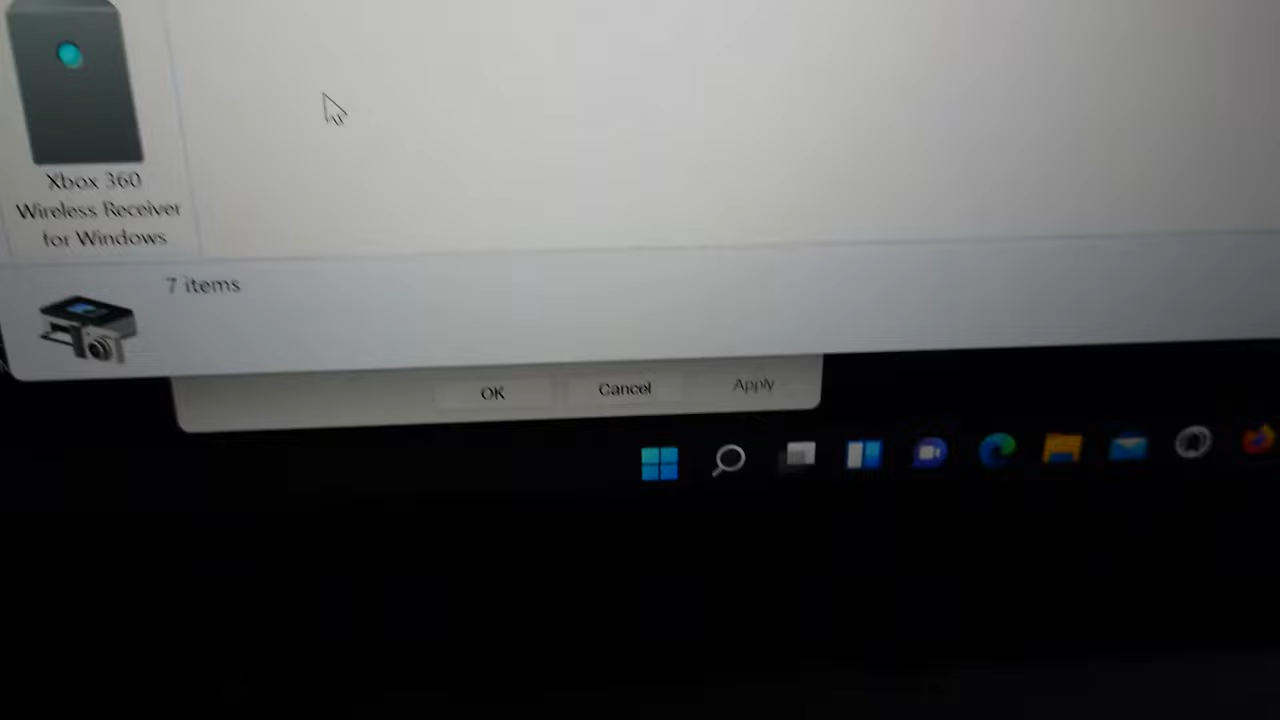 Xbox 360
Wireless Receiver
for Windows
7 items
OK
Cancel
Apply